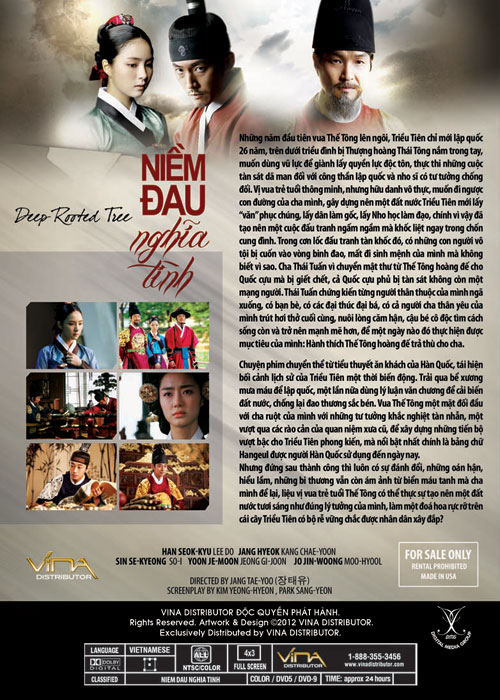 Những năm đầu tiên vua Thế Tông lên ngôi, Triều Tiên chỉ mới lập quốc
26 năm, trên dưới triều đình bị Thượng hoàng Thái Tông nắm trong tay,
muốn dùng vũ lực để giành lấy quyền lực độc tôn, thực thi những cuộc
tàn sát dã man đối với công thần lập quốc và nho sĩ có tư tưởng chống
đối. Vị vua trẻ tuổi thông minh, nhưng hữu danh vô thực, muốn đi ngược
con đường của cha mình, gây dựng nên một đất nước Triều Tiên mới lấy
"văn" phục chúng, lấy dân làm gốc, lấy Nho học làm đạo, chính vì vậy đã
tạo nên một cuộc đấu tranh ngấm ngầm mà khốc liệt ngay trong chốn
cung đình. Trong cơn lốc đấu tranh tàn khốc đó, có những con người vô
tội bị cuốn vào vòng binh đao, mất đi sinh mệnh của mình mà không
biết vì sao. Cha Thái Tuấn vì chuyển mật thư từ Thế Tông hoàng đế cho
Quốc cựu mà bị giết chết, cả Quốc cựu phủ bị tàn sát không còn một
mạng người. Thái Tuấn chứng kiến từng người thân thuộc của mình ngã
xuống, có bạn bè, có các đại thúc đại bá, có cả người cha thân yêu của
mình trút hơi thở cuối cùng, nuôi lòng căm hận, cậu bé cô độc tìm cách
sống còn và trở nên mạnh mẽ hơn, để một ngày nào đó thực hiện được
mục tiêu của mình: Hành thích Thế Tông hoàng đế trả thù cho cha.
NIỀM
ĐAU
nghĩa
tình
Deep-Rooted Tree
Chuyện phim chuyển thể từ tiểu thuyết ăn khách của Hàn Quốc, tái hiện
bối cảnh lịch sử của Triều Tiên một thời biến động. Trải qua bể xương
mưa máu để lập quốc, một lần nữa dùng lý luận văn chương để cải biến
đất nước, chống lại đao thương sắc bén. Vua Thế Tông một mặt đối đầu
với cha ruột của mình với những tư tưởng khắc nghiệt tàn nhẫn, một mặt
vượt qua các rào cản của quan niệm xưa cũ, để xây dựng những tiến bộ
vượt bậc cho Triều Tiên phong kiến, mà nổi bật nhất chính là bảng chữ
Hangeul được người Hàn Quốc sử dụng đến ngày nay.
Nhưng đứng sau thành công thì luôn có sự đánh đổi, những oán hận,
hiểu lầm, những bi thương vẫn còn ám ảnh từ biển máu tanh mà cha
mình để lại, liệu vị vua trẻ tuổi Thế Tông có thể thực sự tạo nên một đất
nước tươi sáng như đúng lý tưởng của mình, làm một đoá hoa rực rỡ trên
cái cây Triều Tiên có bộ rễ vững chắc được nhân dân xây đắp?
HAN SEOK-KYU LEE DO JANG HYEOK KANG CHAE-YOON
SIN SE-KYEONG SO-I YOON JE-MOON JEONG GI-JOON JO JIN-WOONG MOO-HYOOL
DIRECTED BY JANG TAE-YOO (장태유)
SCREENPLAY BY KIM YEONG-HYEON , PARK SANG-YEON
VINA
DISTRIBUTOR
FOR SALE ONLY
RENTAL PROHIBITED
MADE IN USA
VINA DISTRIBUTOR ĐỘC QUYỀN PHÁT HÀNH.
Rights Reserved. Artwork & Design ©2012 VINA DISTRIBUTOR.
Exclusively Distributed by VINA DISTRIBUTOR.
DMG
DIGITAL MEDIA GROUP
LANGUAGE VIETNAMESE
DOLBY
DIGITAL
ALL
NTSC/COLOR
4x3
FULL SCREEN
VINA
DISTRIBUTOR
1-888-355-3456
www.vinadistributor.com
CLASSIFIED NIEM DAU NGHIA TINH COLOR / DVD5 / DVD-9 TIME: approx 24 hours